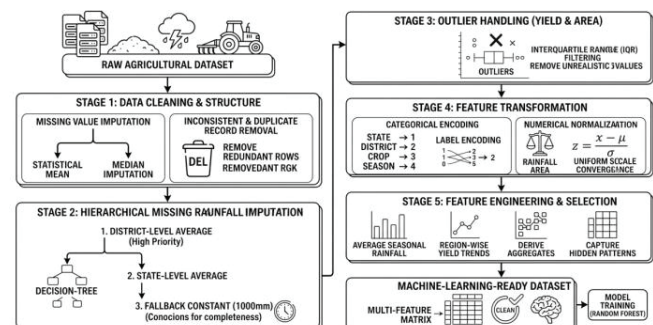 RAW AGRICULTURAL DATASET
STAGE 1: DATA CLEANING & STRUCTURE
MISSING VALUE IMPUTATION
STATISTICAL
MEAN
MEDIAN
IMPUTATION
INCONSISTENT & DUPLICATE
RECORD REMOVAL
DEL
REMOVE
REDUNDANT ROWS
REMOVEDANT RGK
STAGE 2: HIERARCHICAL MISSING RAUNFALL IMPUTATION
1. DISTRICT-LEVEL AVERAGE
(High Priority)
DECISION-TREE
2. STATE-LEVEL AVERAGE
3. FALLBACK CONSTANT (1000mm)
(Conocions for completeness)
STAGE 3: OUTLIER HANDLING (YIELD & AREA)
OUTLIERS
INTERQUARTILE RANGE (IQR)
FILTERING
REMOVE UNREALISTIC VALUES
STAGE 4: FEATURE TRANSFORMATION
CATEGORICAL ENCODING
STATE → 1
DISTRICT → 2
CROP → 3
SEASON → 4
LABEL ENCODING
→ 2
NUMERICAL NORMALIZATION
RAINFALL
AREA
z = x − μ / σ
UNIFORM SCCALE
CONVERGENCE
STAGE 5: FEATURE ENGINEERING & SELECTION
AVERAGE SEASONAL
RAINFALL
REGION-WISE
YIELD TRENDS
DERIVE
AGGREGATES
CAPTURE
HIDDEN PATTERNS
MACHINE-LEARNING-READY DATASET
MULTI-FEATURE
MATRIX
CLEAN
MODEL
TRAINING
(RANDOM FOREST)